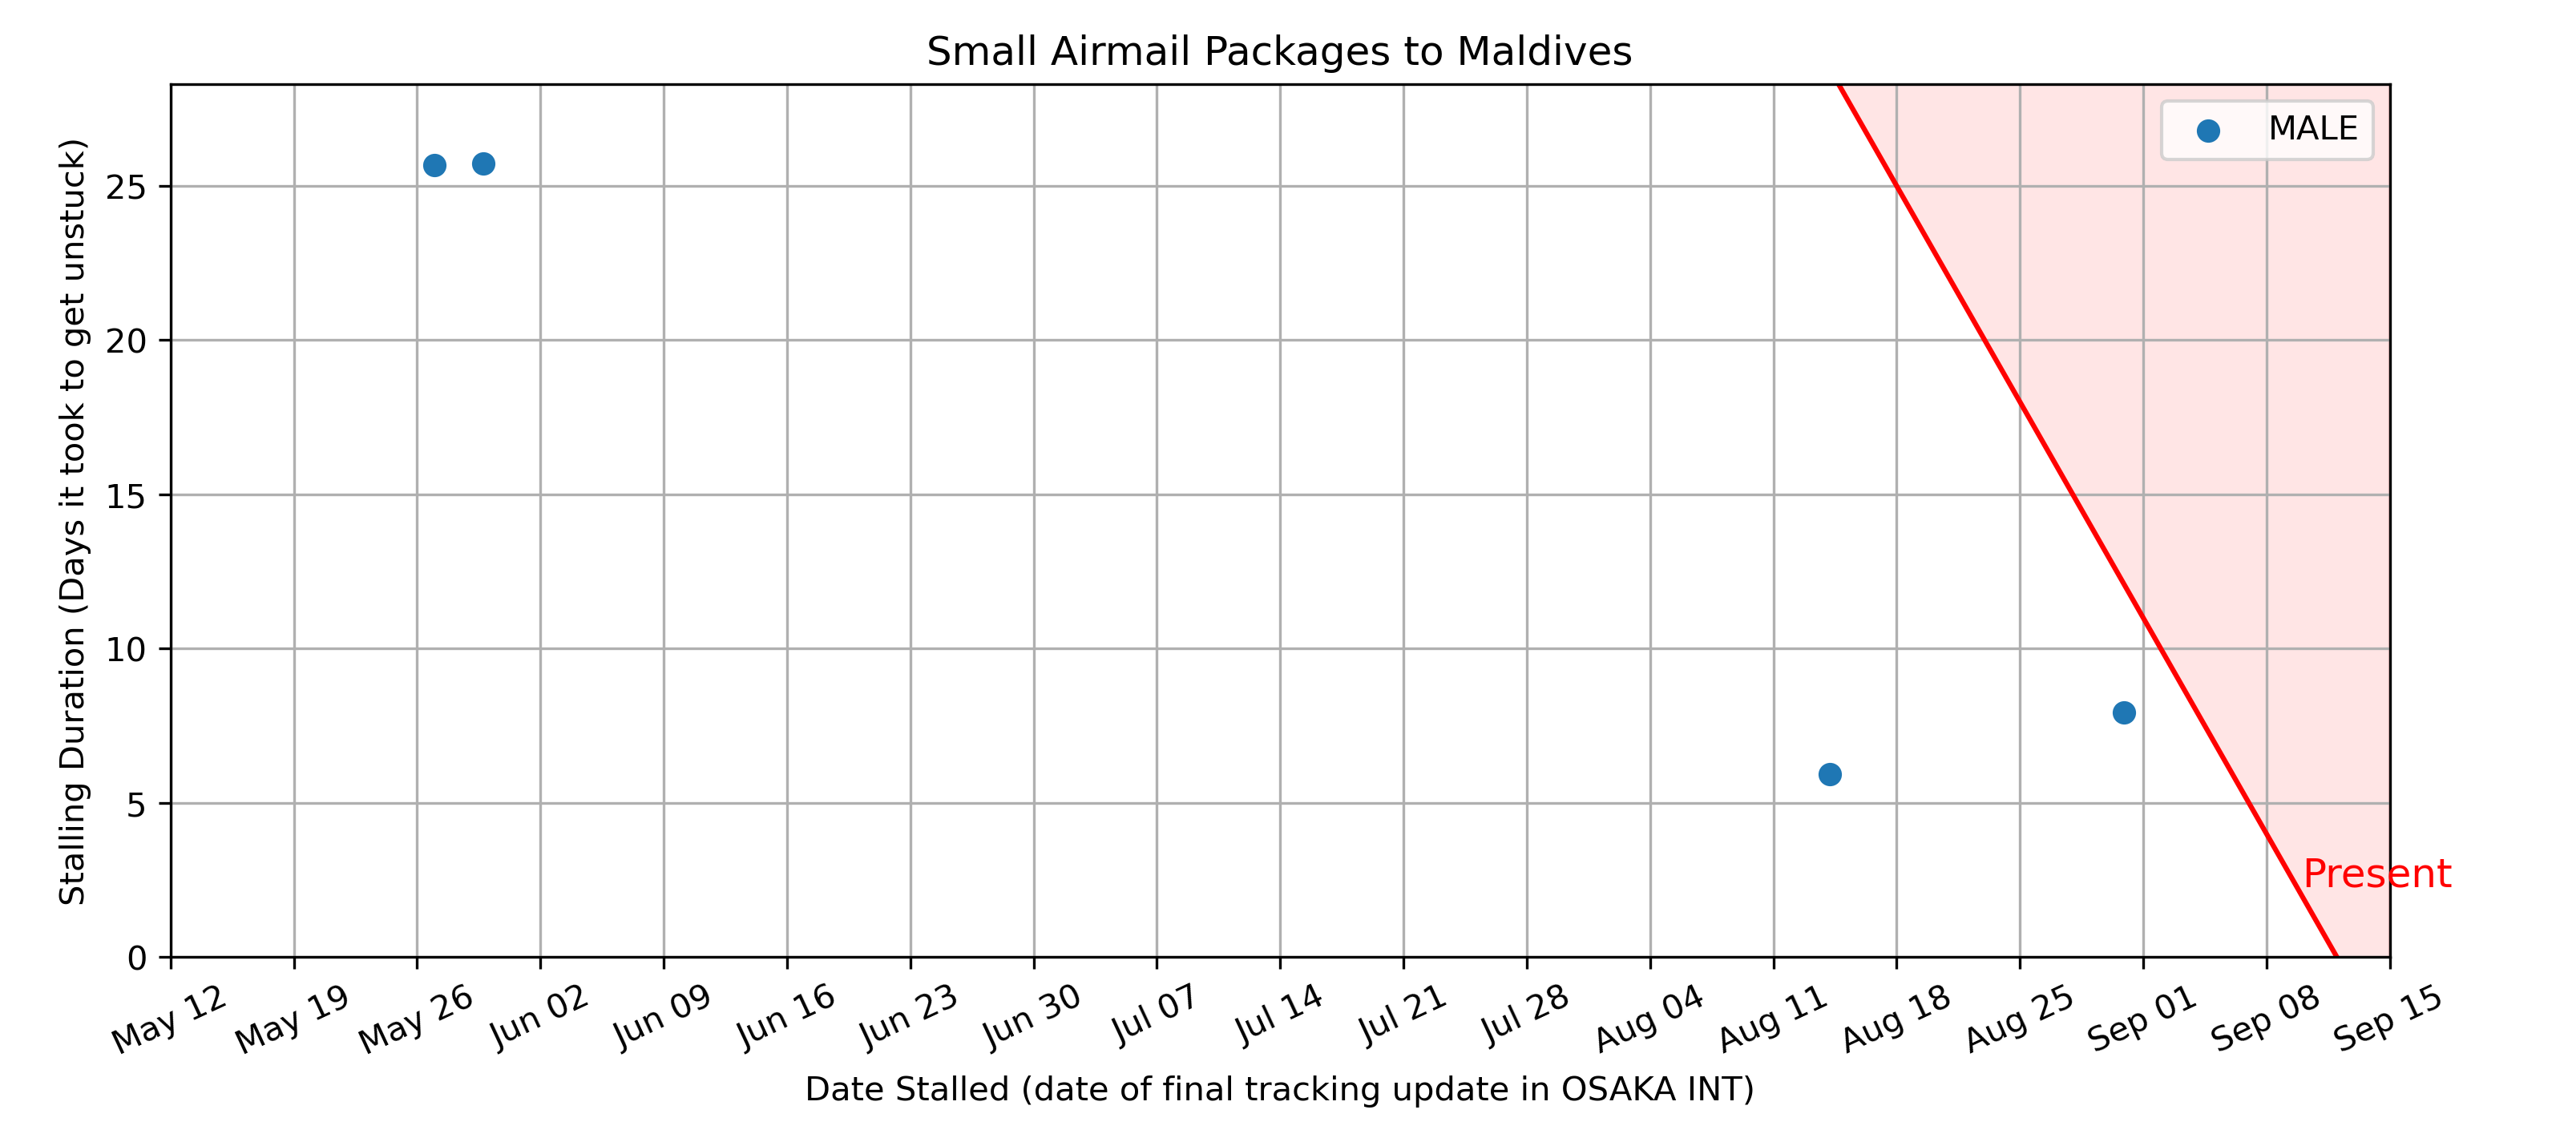 Small Airmail Packages to Maldives
MALE
Stalling Duration (Days it took to get unstuck)
25
20
15
10
5
0
Present
May 12
May 19
May 26
Jun 02
Jun 09
Jun 16
Jun 23
Jun 30
Jul 07
Jul 14
Jul 21
Jul 28
Aug 04
Aug 11
Aug 18
Aug 25
Sep 01
Sep 08
Sep 15
Date Stalled (date of final tracking update in OSAKA INT)